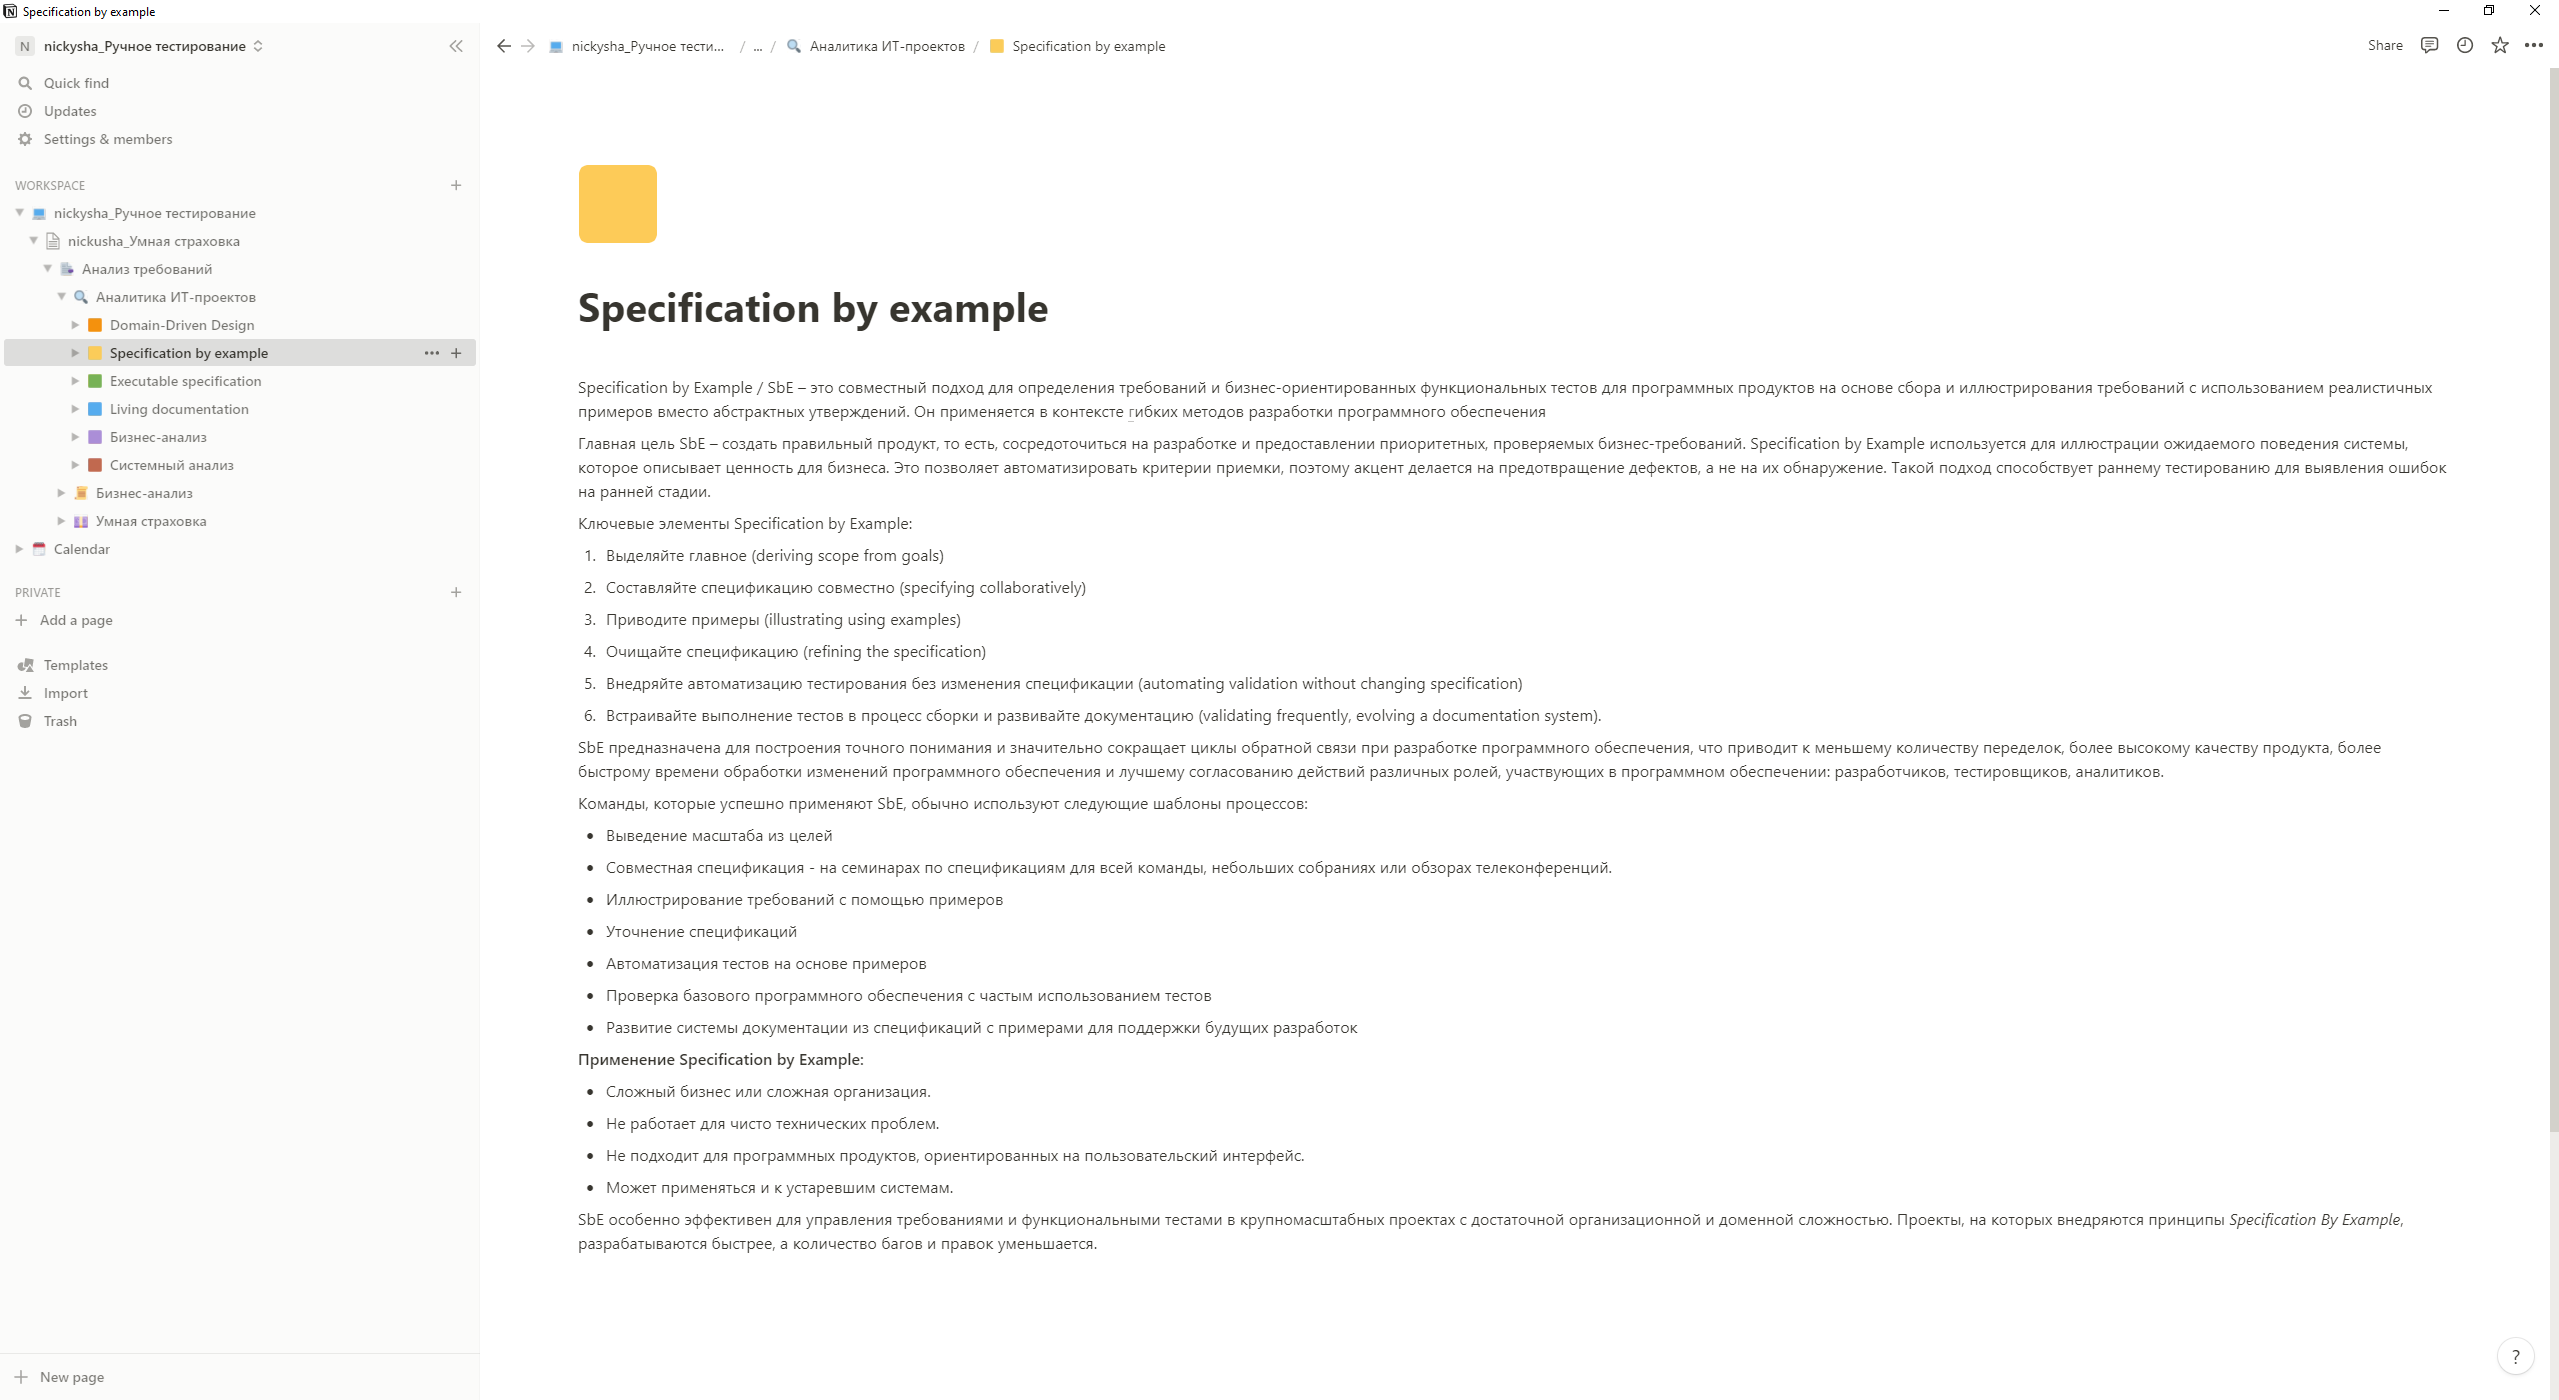 Specification by example
N nickysha_Ручное тестирование
nickysha_Ручное тести... / ... / Аналитика ИТ-проектов / Specification by example
Share
Quick find
Updates
Settings & members
WORKSPACE
nickysha_Ручное тестирование
nickusha_Умная страховка
Анализ требований
Аналитика ИТ-проектов
Domain-Driven Design
Specification by example
Executable specification
Living documentation
Бизнес-анализ
Системный анализ
Бизнес-анализ
Умная страховка
Calendar
PRIVATE
Add a page
Templates
Import
Trash
New page
Specification by example
Specification by Example / SbE – это совместный подход для определения требований и бизнес-ориентированных функциональных тестов для программных продуктов на основе сбора и иллюстрирования требований с использованием реалистичных
примеров вместо абстрактных утверждений. Он применяется в контексте гибких методов разработки программного обеспечения
Главная цель SbE – создать правильный продукт, то есть, сосредоточиться на разработке и предоставлении приоритетных, проверяемых бизнес-требований. Specification by Example используется для иллюстрации ожидаемого поведения системы,
которое описывает ценность для бизнеса. Это позволяет автоматизировать критерии приемки, поэтому акцент делается на предотвращение дефектов, а не на их обнаружение. Такой подход способствует раннему тестированию для выявления ошибок
на ранней стадии.
Ключевые элементы Specification by Example:
1. Выделяйте главное (deriving scope from goals)
2. Составляйте спецификацию совместно (specifying collaboratively)
3. Приводите примеры (illustrating using examples)
4. Очищайте спецификацию (refining the specification)
5. Внедряйте автоматизацию тестирования без изменения спецификации (automating validation without changing specification)
6. Встраивайте выполнение тестов в процесс сборки и развивайте документацию (validating frequently, evolving a documentation system).
SbE предназначена для построения точного понимания и значительно сокращает циклы обратной связи при разработке программного обеспечения, что приводит к меньшему количеству переделок, более высокому качеству продукта, более
быстрому времени обработки изменений программного обеспечения и лучшему согласованию действий различных ролей, участвующих в программном обеспечении: разработчиков, тестировщиков, аналитиков.
Команды, которые успешно применяют SbE, обычно используют следующие шаблоны процессов:
• Выведение масштаба из целей
• Совместная спецификация - на семинарах по спецификациям для всей команды, небольших собраниях или обзорах телеконференций.
• Иллюстрирование требований с помощью примеров
• Уточнение спецификаций
• Автоматизация тестов на основе примеров
• Проверка базового программного обеспечения с частым использованием тестов
• Развитие системы документации из спецификаций с примерами для поддержки будущих разработок
Применение Specification by Example:
• Сложный бизнес или сложная организация.
• Не работает для чисто технических проблем.
• Не подходит для программных продуктов, ориентированных на пользовательский интерфейс.
• Может применяться и к устаревшим системам.
SbE особенно эффективен для управления требованиями и функциональными тестами в крупномасштабных проектах с достаточной организационной и доменной сложностью. Проекты, на которых внедряются принципы Specification By Example,
разрабатываются быстрее, а количество багов и правок уменьшается.
?